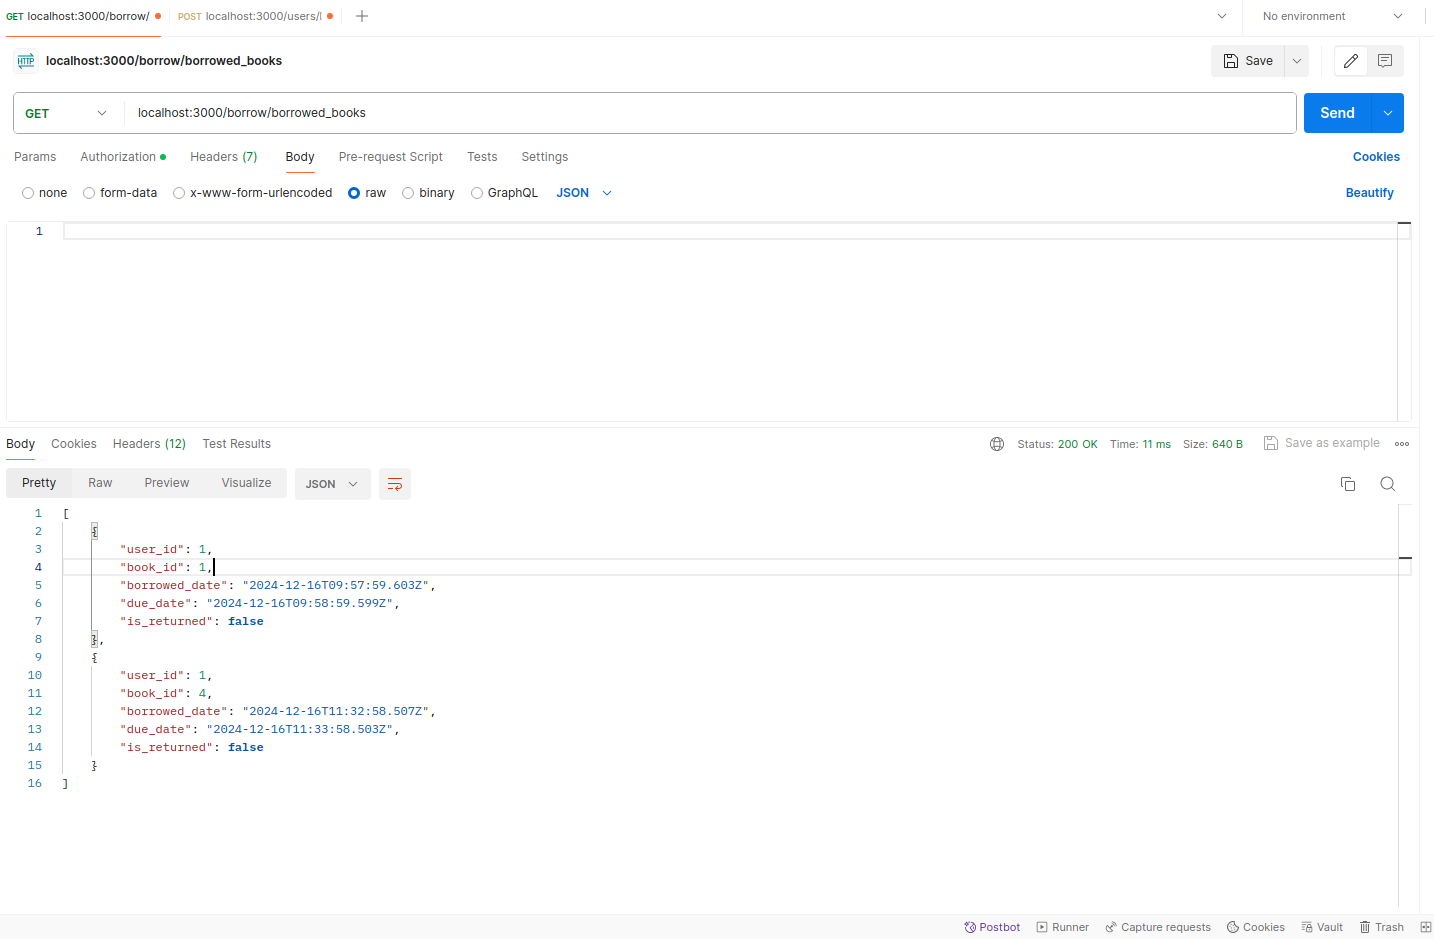 GET localhost:3000/borrow/ POST localhost:3000/users/l No environment
HTTP localhost:3000/borrow/borrowed_books Save
GET localhost:3000/borrow/borrowed_books Send
Params Authorization Headers (7) Body Pre-request Script Tests Settings Cookies
none form-data x-www-form-urlencoded raw binary GraphQL JSON Beautify
1
Body Cookies Headers (12) Test Results Status: 200 OK Time: 11 ms Size: 640 B Save as example
Pretty Raw Preview Visualize JSON
1 [
2 {
3 "user_id": 1,
4 "book_id": 1,
5 "borrowed_date": "2024-12-16T09:57:59.603Z",
6 "due_date": "2024-12-16T09:58:59.599Z",
7 "is_returned": false
8 },
9 {
10 "user_id": 1,
11 "book_id": 4,
12 "borrowed_date": "2024-12-16T11:32:58.507Z",
13 "due_date": "2024-12-16T11:33:58.503Z",
14 "is_returned": false
15 }
16 ]
Postbot Runner Capture requests Cookies Vault Trash